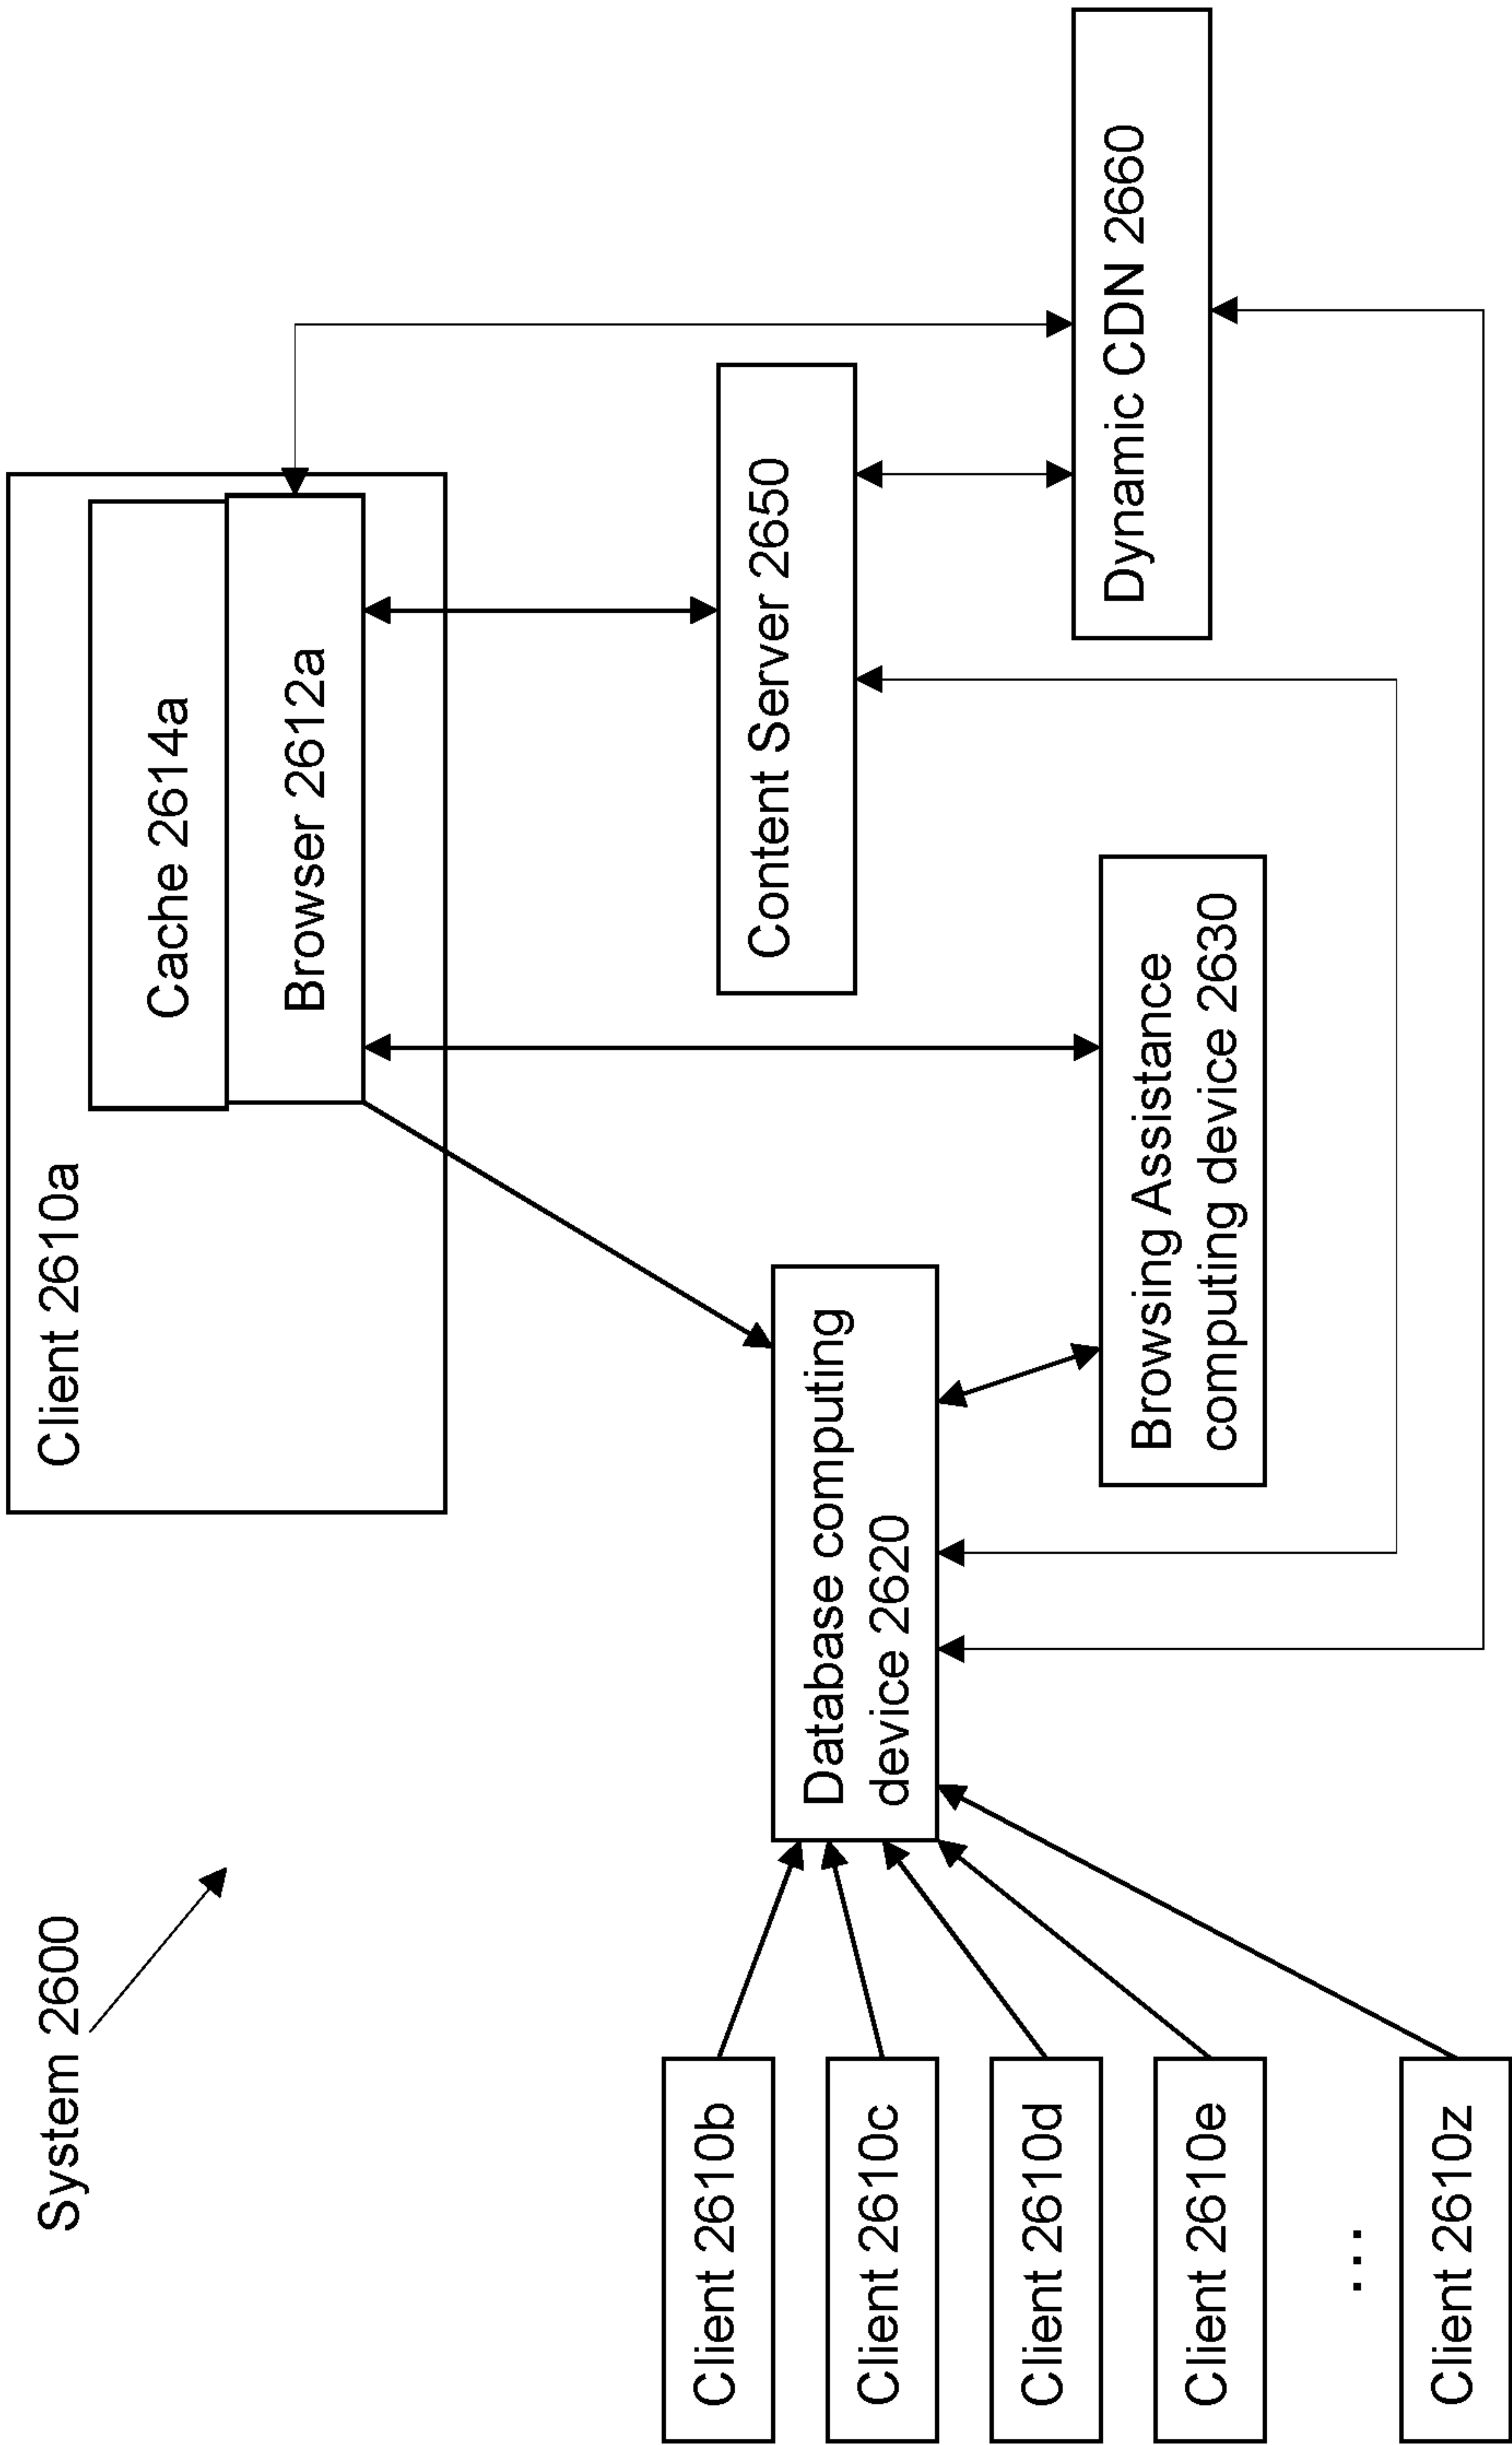 System 2600
Client 2610a
Cache 2614a
Browser 2612a
Client 2610b
Client 2610c
Client 2610d
Client 2610e
...
Client 2610z
Database computing
device 2620
Content Server 2650
Browsing Assistance
computing device 2630
Dynamic CDN 2660